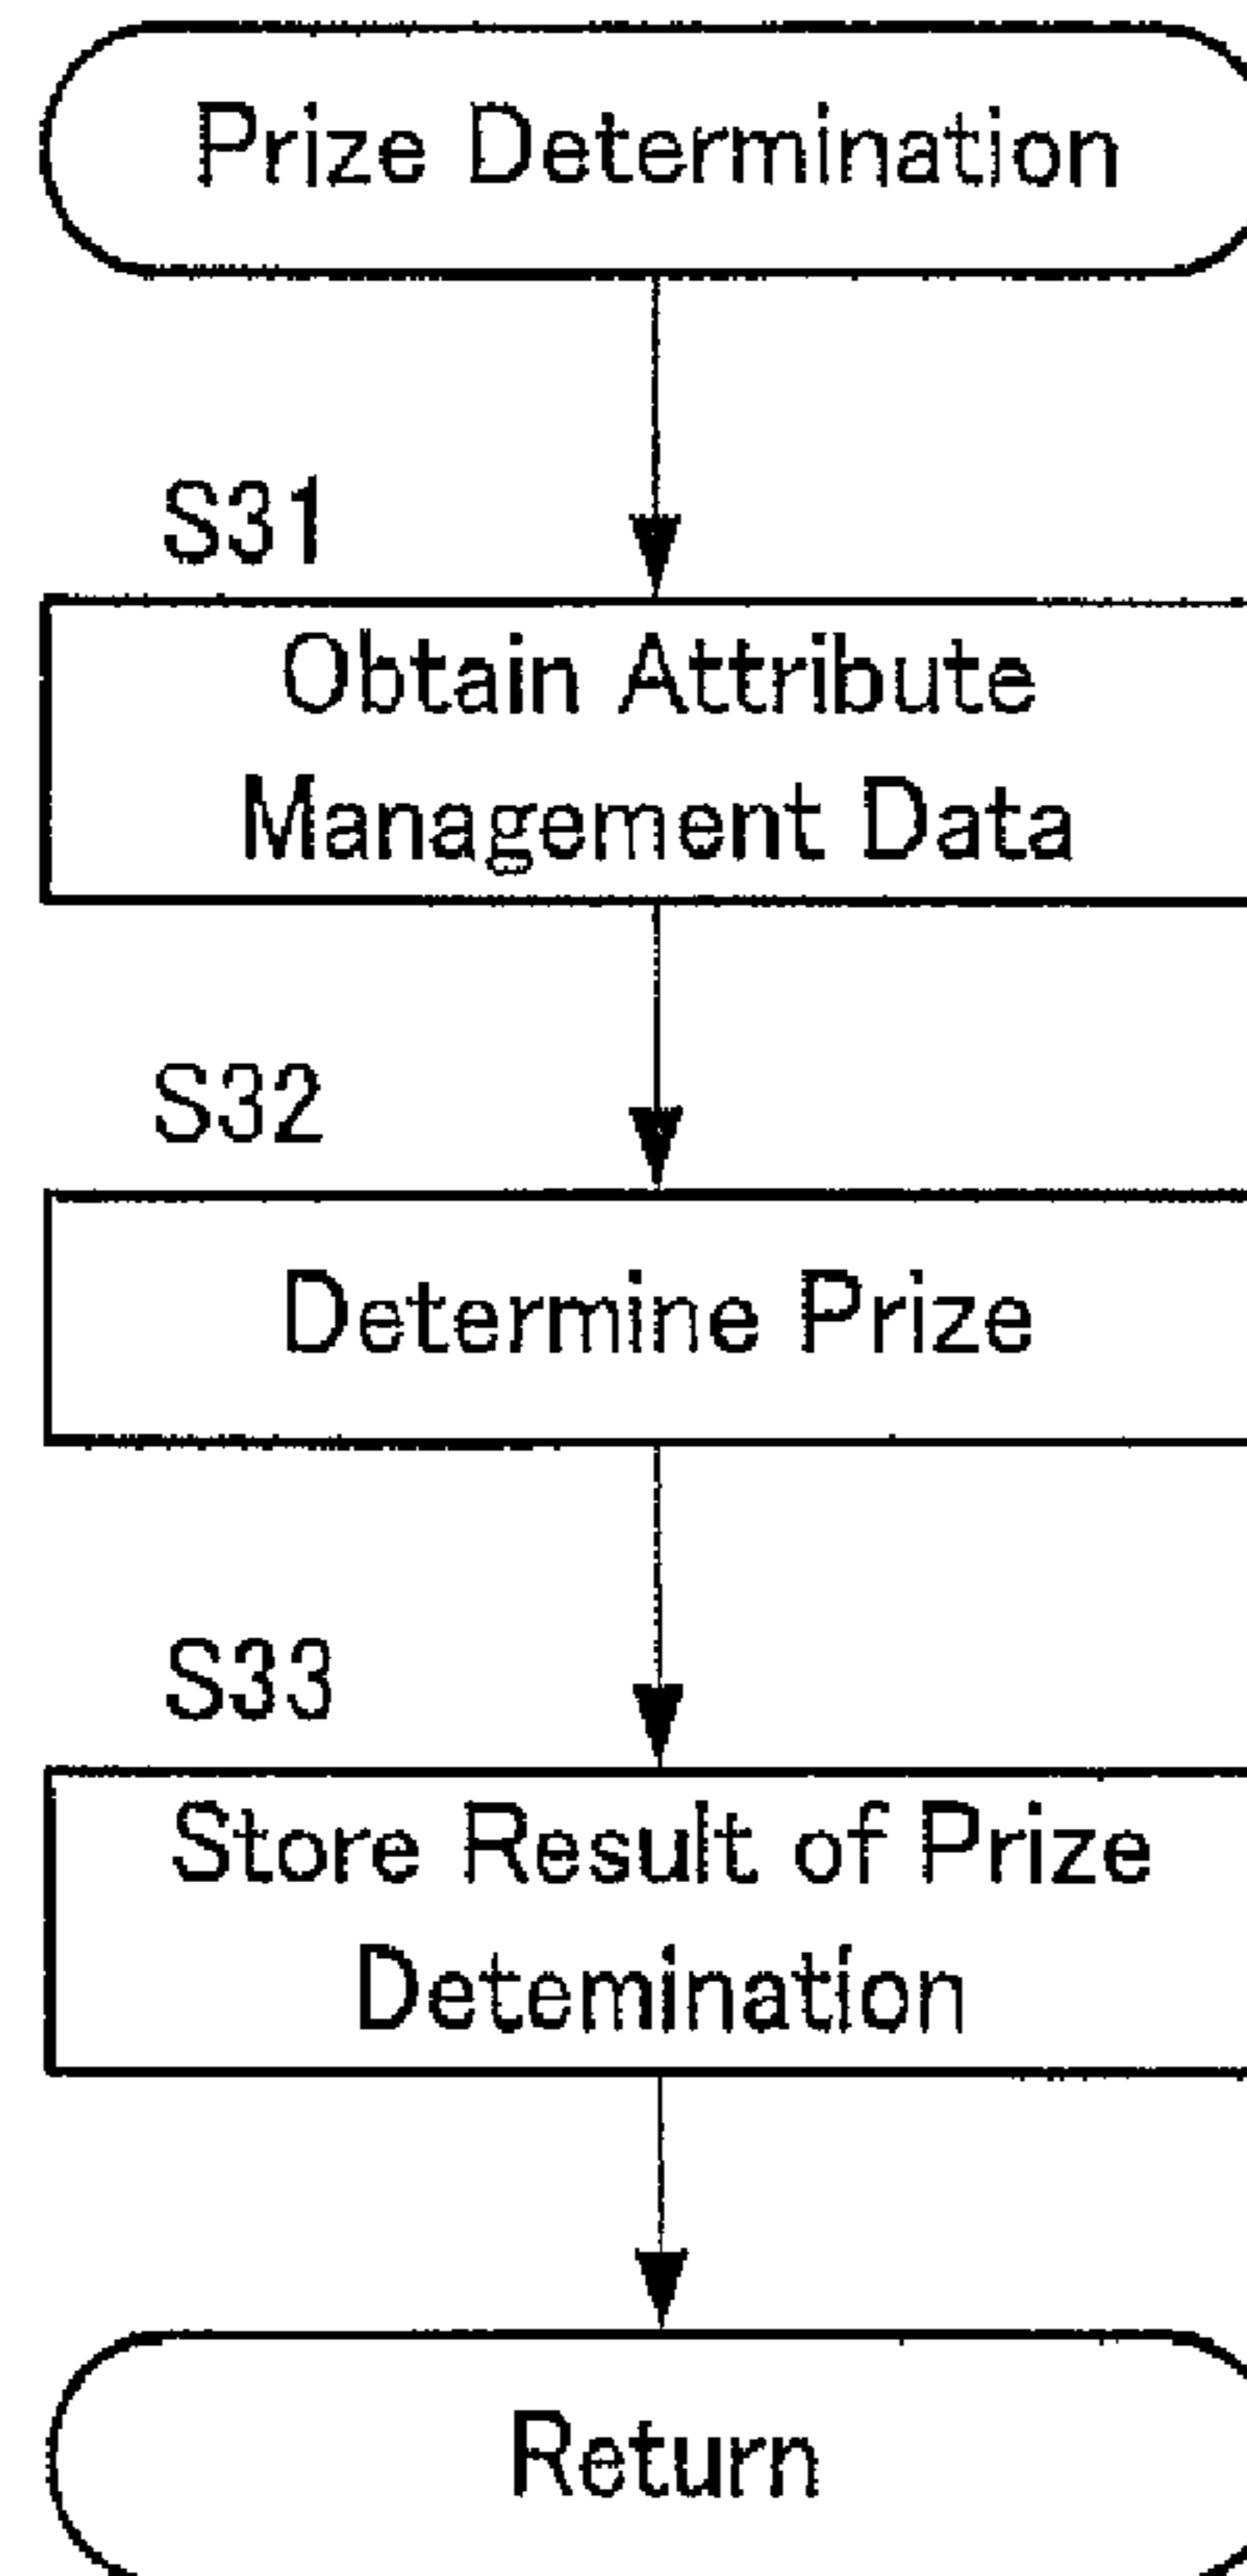 Prize Determination
S31
Obtain Attribute
Management Data
S32
Determine Prize
S33
Store Result of Prize
Detemination
Return